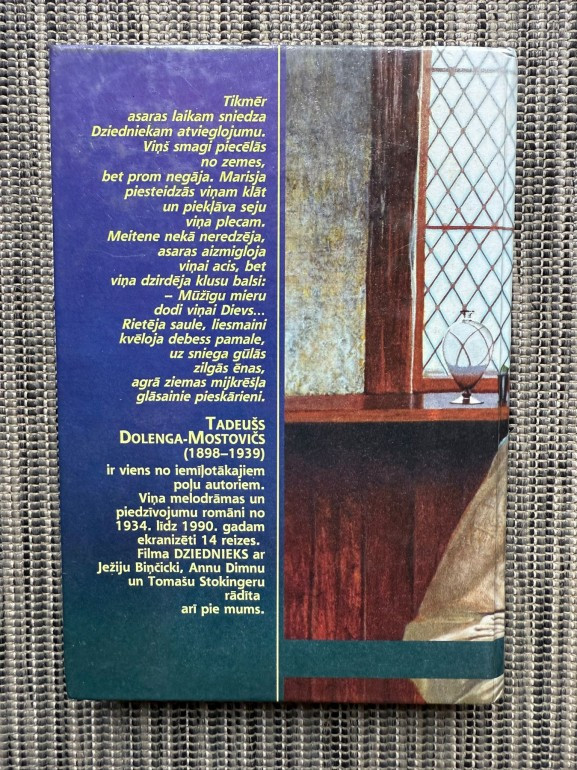 Tikmēr
asaras laikam sniedza
Dziedniekam atvieglojumu.
Viņš smagi piecēlās
no zemes,
bet prom negāja. Marisja
piesteidzās viņam klāt
un piekļāva seju
viņa plecam.
Meitene nekā neredzēja,
asaras aizmigloja
viņai acis, bet
viņa dzirdēja klusu balsi:
– Mūžīgu mieru
dodi viņai Dievs...
Rietēja saule, liesmaini
kvēloja debess pamale,
uz sniega gūlās
zilgās ēnas,
agrā ziemas mijkrēšļa
glāsainie pieskārieni.
TADEUŠS
DOLENGA-MOSTOVIČS
(1898–1939)
ir viens no iemīļotākajiem
poļu autoriem.
Viņa melodrāmas un
piedzīvojumu romāni no
1934. līdz 1990. gadam
ekranizēti 14 reizes.
Filma DZIEDNIEKS ar
Ježiju Biņčicki, Annu Dimnu
un Tomašu Stokingeru
rādīta
arī pie mums.